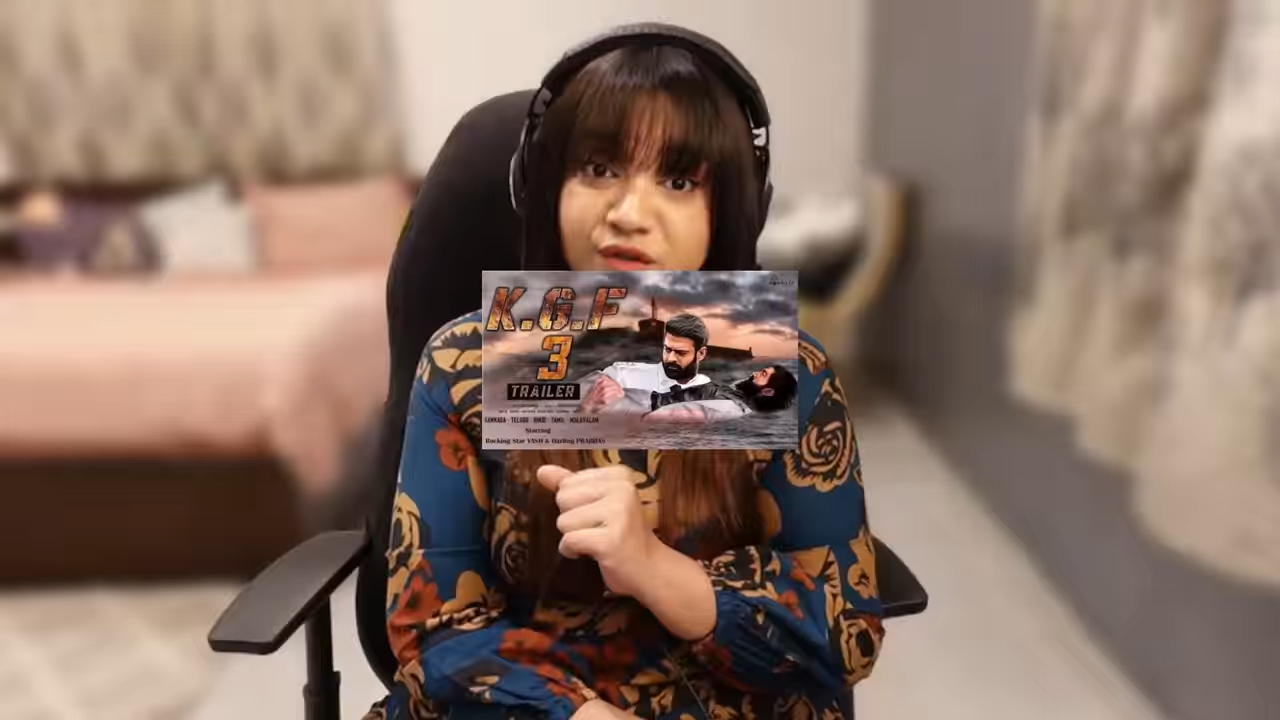 K.G.F
3
TRAILER
KANNADA TELUGU HINDI TAMIL MALAYALAM
Starring
Rocking Star YASH & Darling PRABHAS